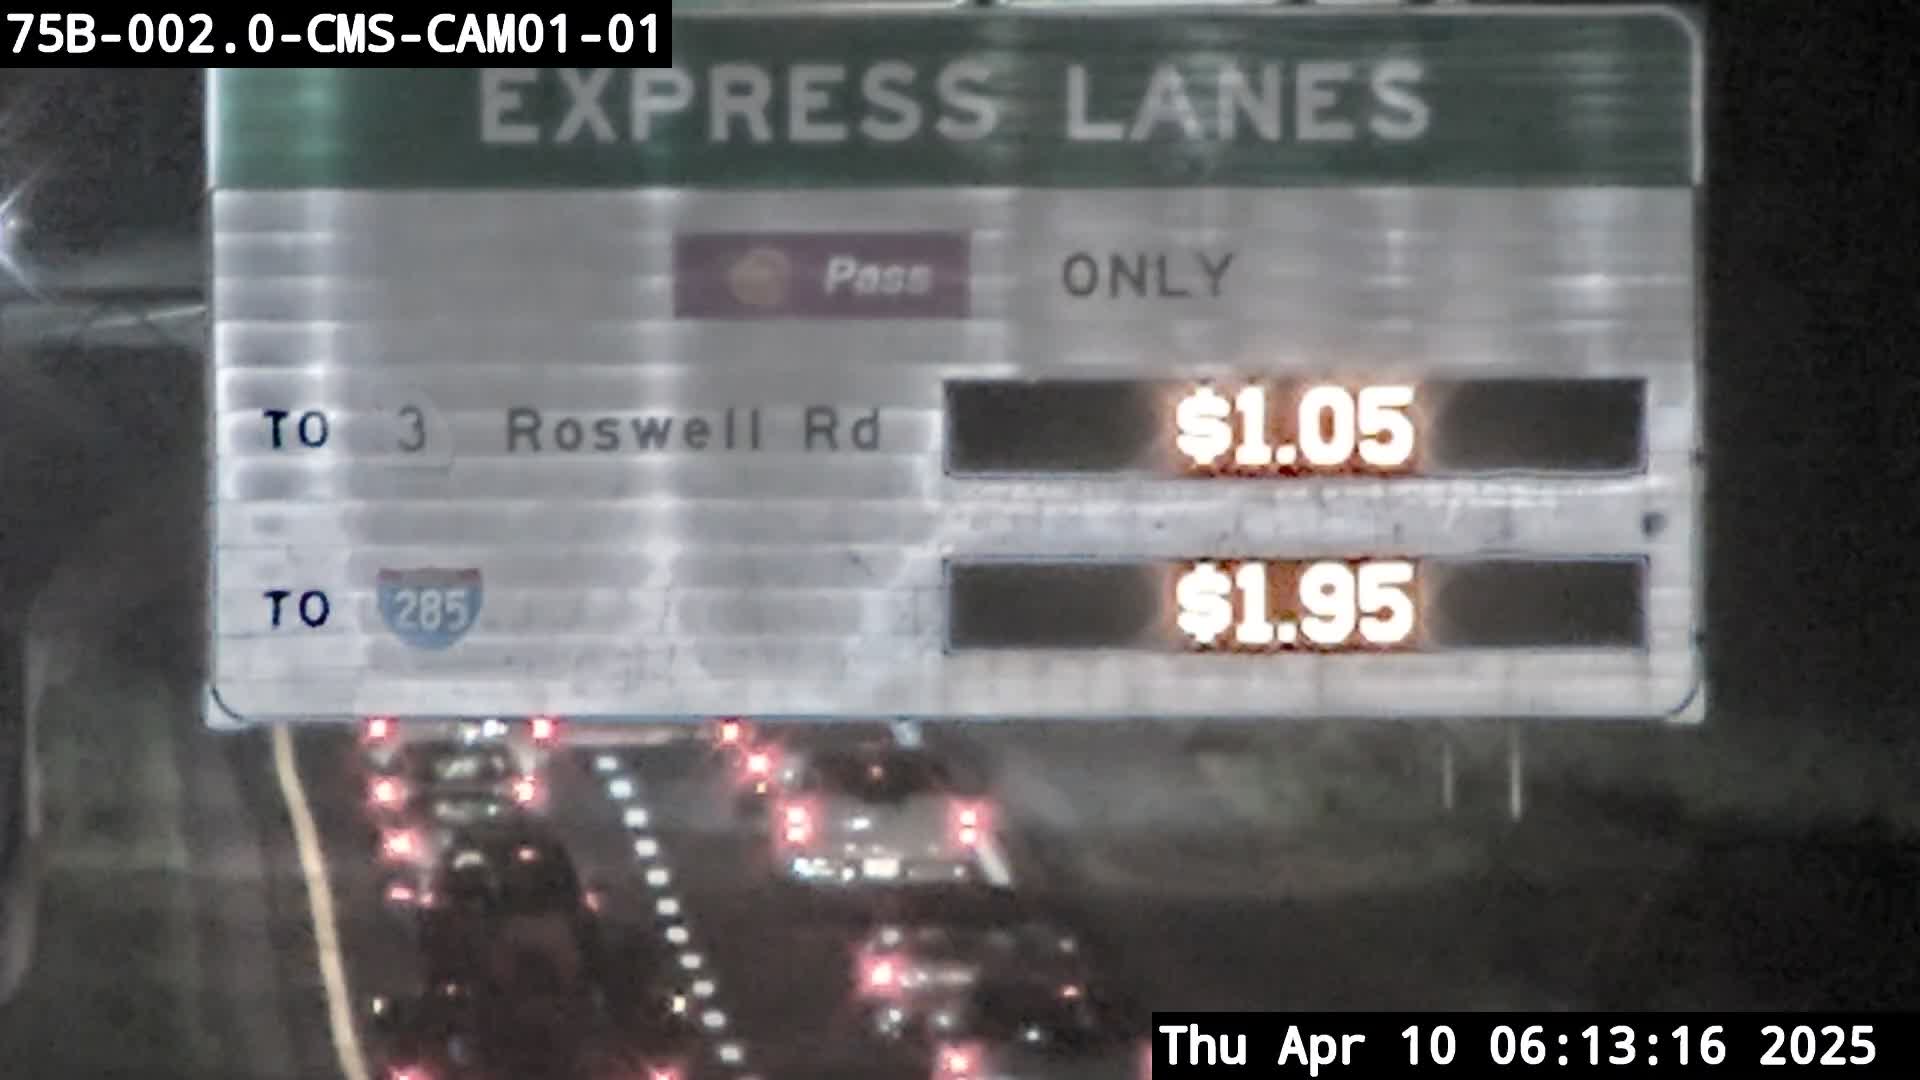 75B-002.0-CMS-CAM01-01
EXPRESS LANES
Pass ONLY
TO 3 Roswell Rd $1.05
TO 285 $1.95
Thu Apr 10 06:13:16 2025